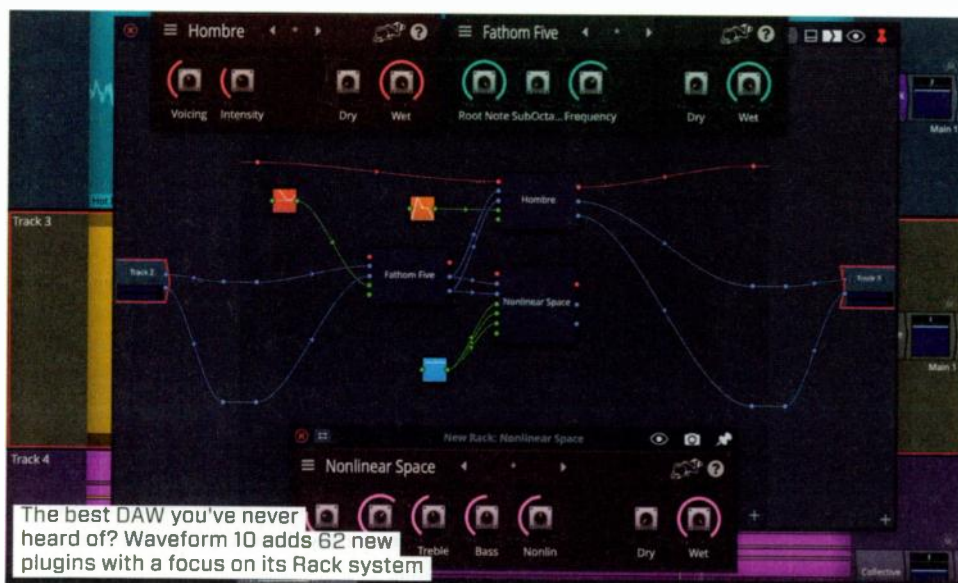 Hombre
?
Fathom Five
?
Voicing Intensity Dry Wet
Root Note SubOcta... Frequency Dry Wet
Main 1
Track 3
Hombre
Track 2
Fathom Five
Nonlinear Space
Main 1
New Rack: Nonlinear Space
Track 4
Nonlinear Space
?
Treble Bass Nonlin Dry Wet
The best DAW you've never
heard of? Waveform 10 adds 62 new
plugins with a focus on its Rack system
Collective